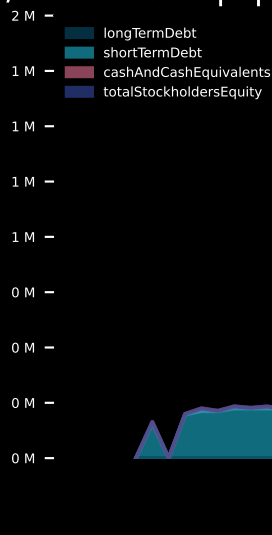 2 M
longTermDebt
shortTermDebt
1 M
cashAndCashEquivalents
totalStockholdersEquity
1 M
1 M
1 M
0 M
0 M
0 M
0 M